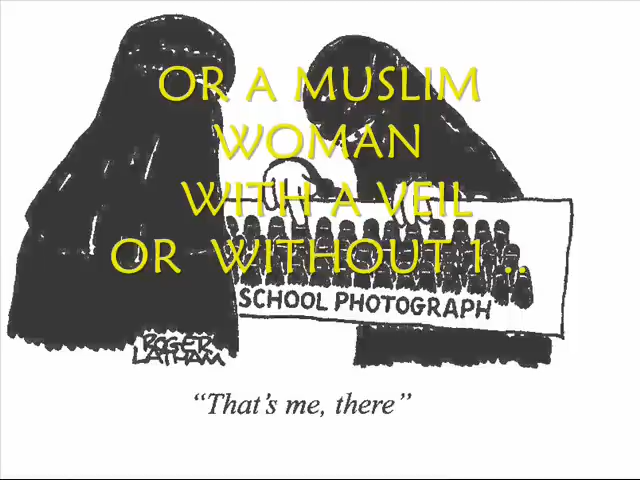 OR A MUSLIM
WOMAN
WITH A VEIL
OR WITHOUT 1 ..
SCHOOL PHOTOGRAPH
ROGER
LATHAM
“That’s me, there”